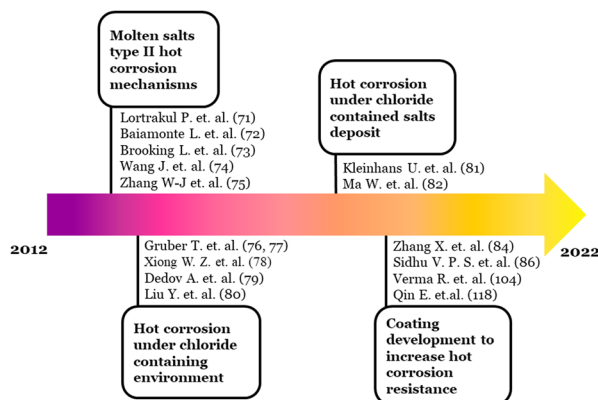 Molten salts
type II hot
corrosion
mechanisms
Lortrakul P. et. al. (71)
Baiamonte L. et. al. (72)
Brooking L. et. al. (73)
Wang J. et. al. (74)
Zhang W-J et. al. (75)
Hot corrosion
under chloride
contained salts
deposit
Kleinhans U. et. al. (81)
Ma W. et. al. (82)
2012
2022
Gruber T. et. al. (76, 77)
Xiong W. Z. et. al. (78)
Dedov A. et. al. (79)
Liu Y. et. al. (80)
Hot corrosion
under chloride
containing
environment
Zhang X. et. al. (84)
Sidhu V. P. S. et. al. (86)
Verma R. et. al. (104)
Qin E. et.al. (118)
Coating
development to
increase hot
corrosion
resistance